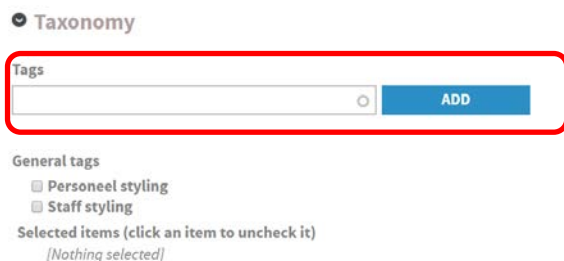 Taxonomy
Tags
ADD
General tags
Personeel styling
Staff styling
Selected items (click an item to uncheck it)
[Nothing selected]